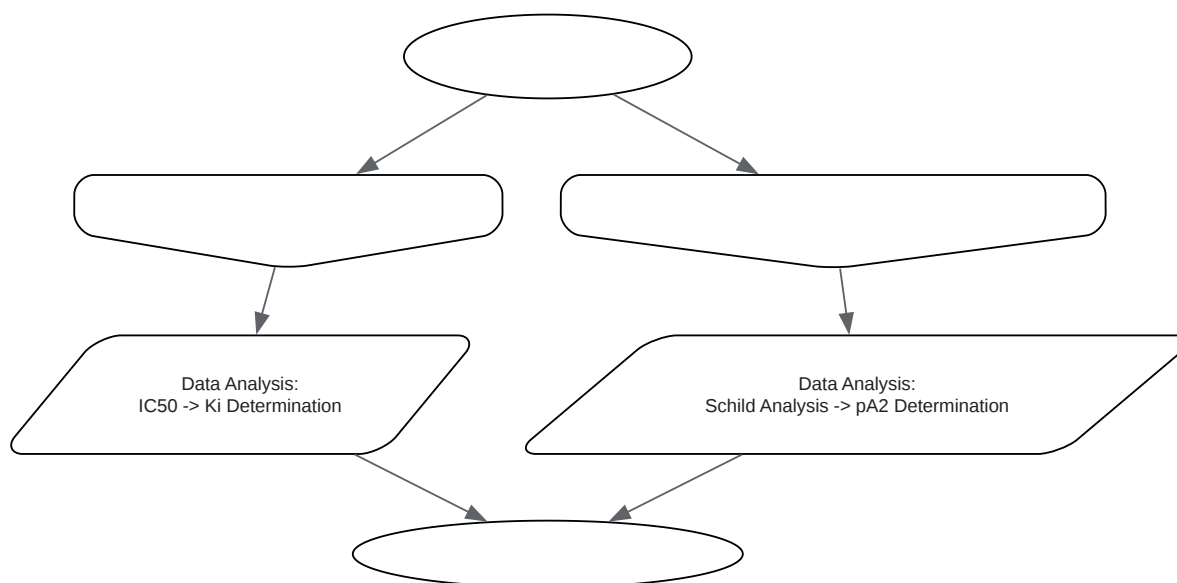 Data Analysis:
IC50 -> Ki Determination
Data Analysis:
Schild Analysis -> pA2 Determination